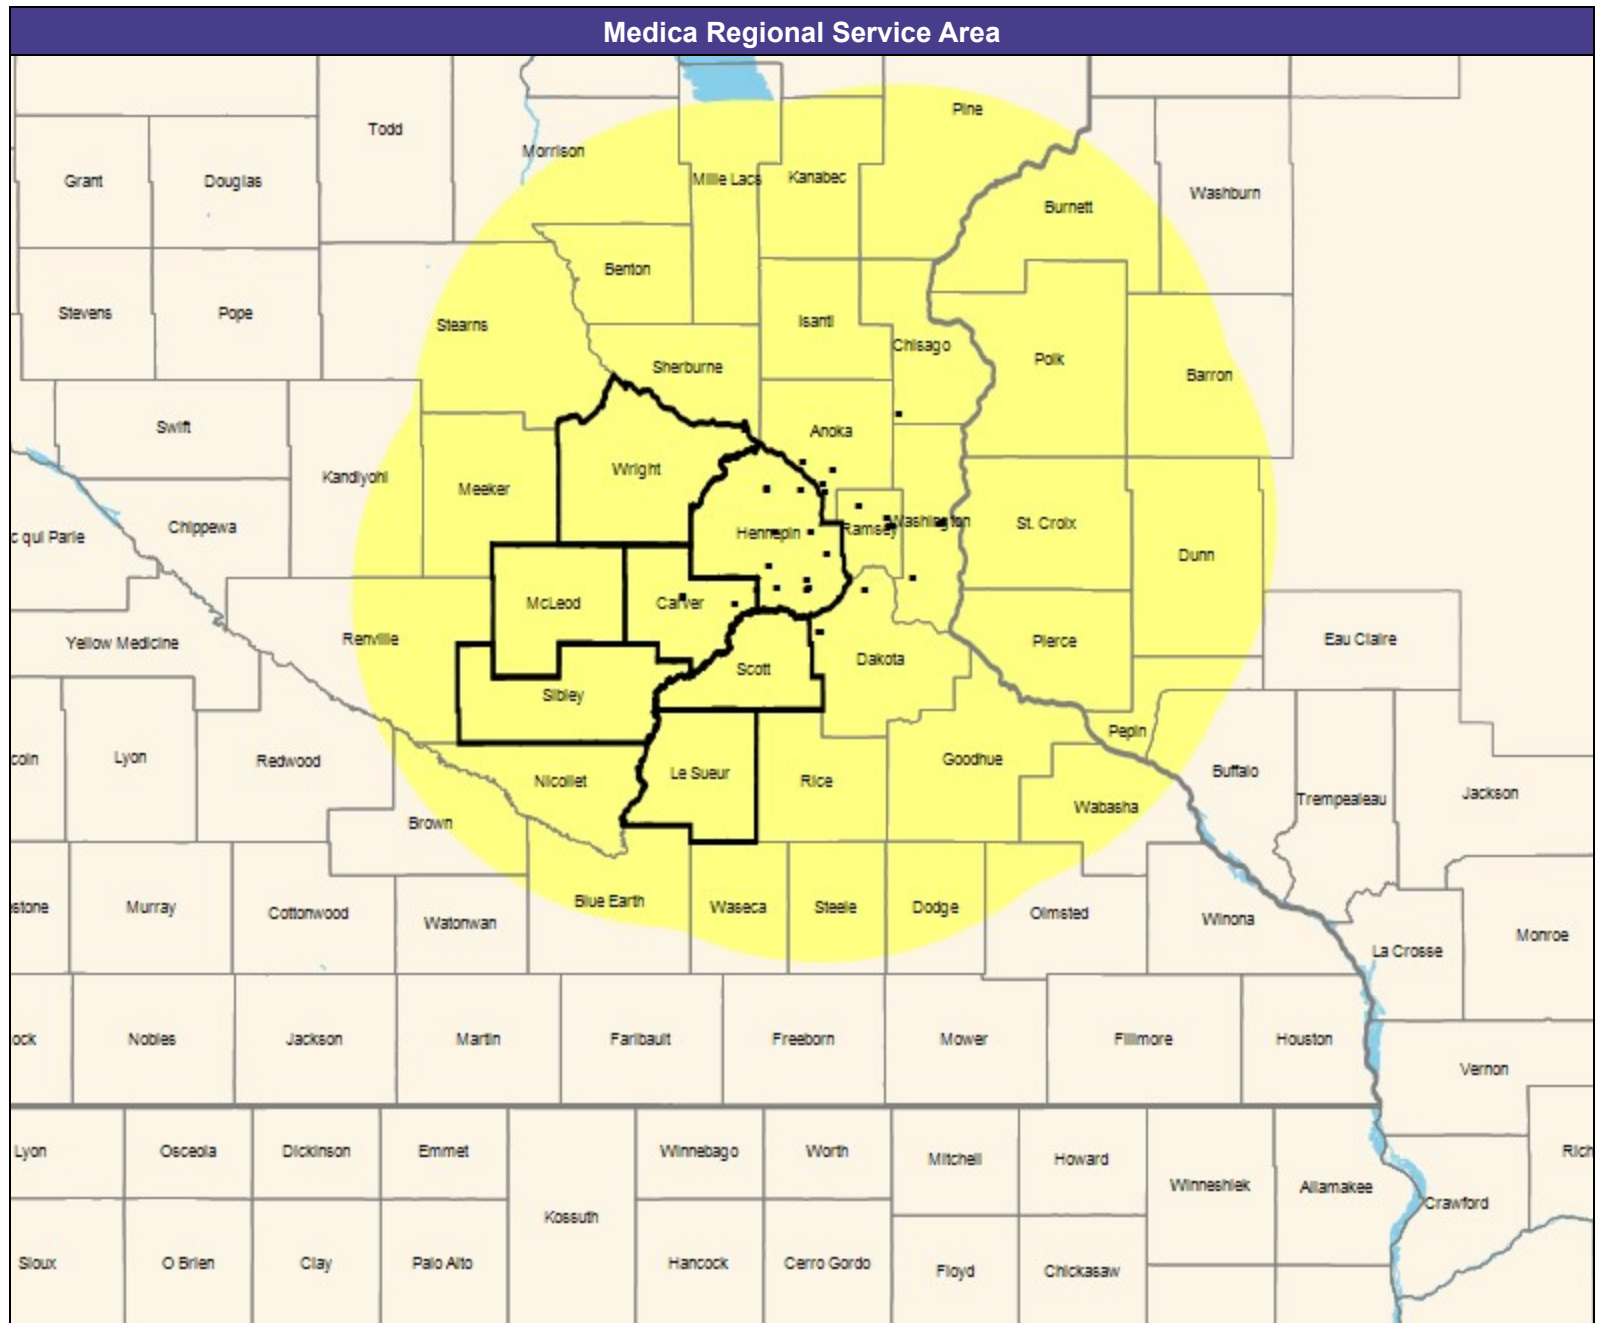 Medica Regional Service Area
Pine
Todd
Morrison
Grant
Douglas
Mille Lacs
Kanabec
Washburn
Burnett
Benton
Stevens
Pope
Stearns
Isanti
Chisago
Polk
Sherburne
Barron
Swift
Anoka
Wright
Kandiyohi
Meeker
Chippewa
c qui Parle
Hennepin
Ramsey
Washington
St. Croix
Dunn
McLeod
Carver
Yellow Medicine
Renville
Pierce
Eau Claire
Scott
Dakota
Sibley
coln
Lyon
Redwood
Pepin
Goodhue
Buffalo
Nicollet
Le Sueur
Rice
Jackson
Trempealeau
Wabasha
Brown
stone
Murray
Cottonwood
Watonwan
Blue Earth
Waseca
Steele
Dodge
Olmsted
Winona
Monroe
La Crosse
ock
Nobles
Jackson
Martin
Faribault
Freeborn
Mower
Fillmore
Houston
Vernon
Lyon
Osceola
Dickinson
Emmet
Winnebago
Worth
Mitchell
Howard
Rich
Winneshiek
Allamakee
Crawford
Kossuth
Sioux
O Brien
Clay
Palo Alto
Hancock
Cerro Gordo
Floyd
Chickasaw